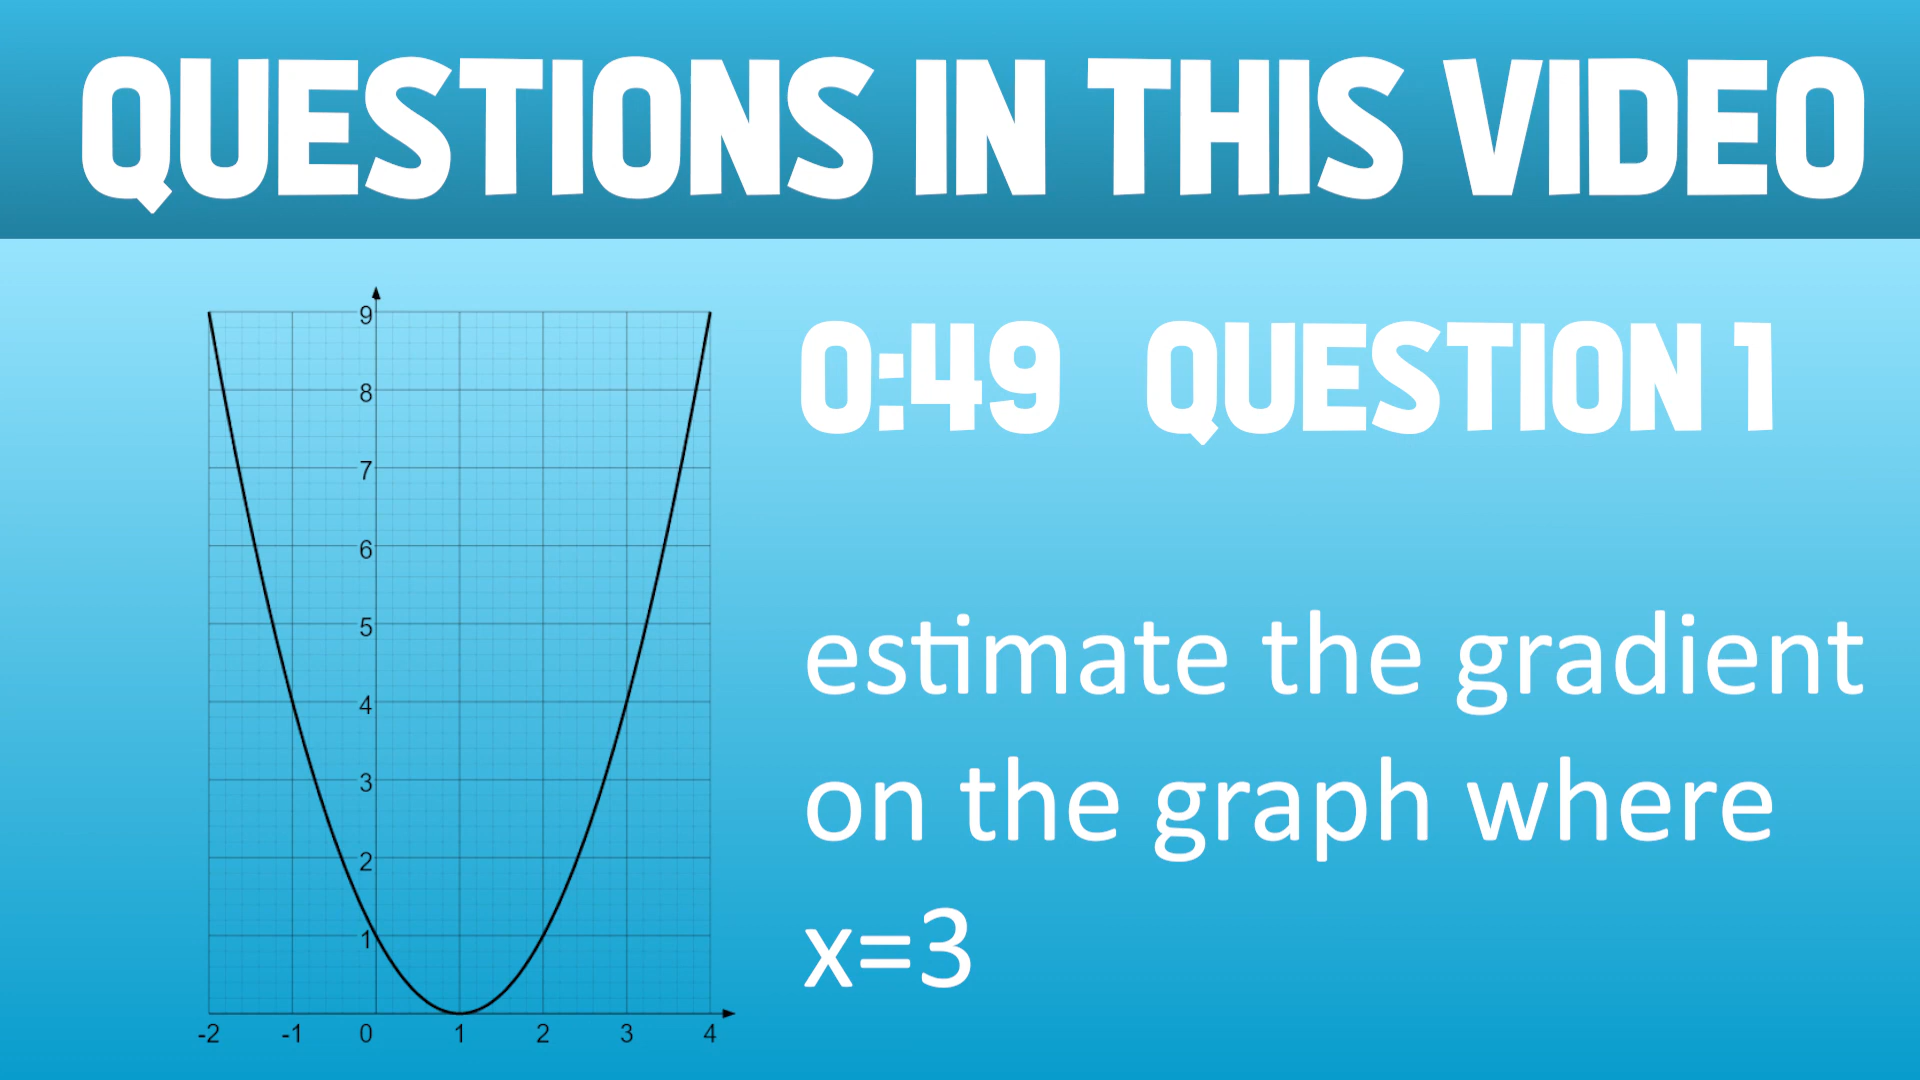 QUESTIONS IN THIS VIDEO
0:49 QUESTION 1
9
8
7
6
5
4
3
2
1
-2 -1 0 1 2 3 4
estimate the gradient
on the graph where
x=3